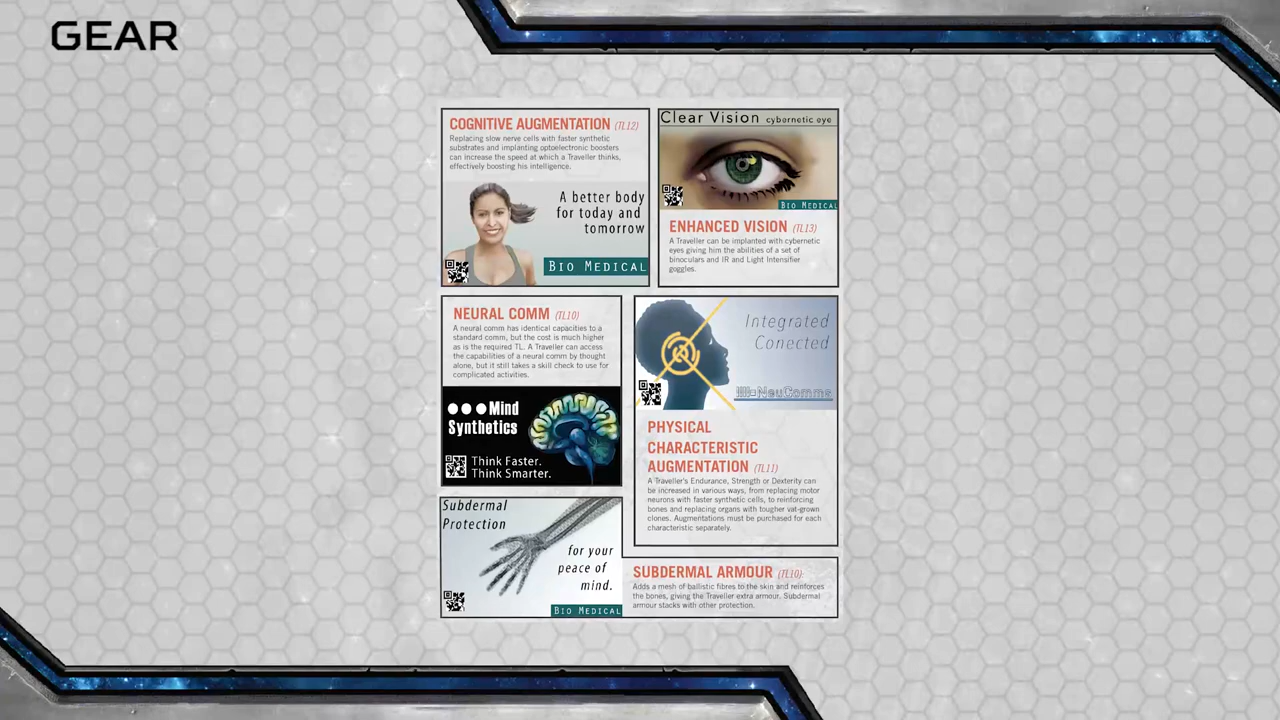 GEAR
COGNITIVE AUGMENTATION (TL12)
Replacing slow nerve cells with faster synthetic
substrates and implanting optoelectronic boosters
can increase the speed at which a Traveller thinks,
effectively boosting his intelligence.
A better body
for today and
tomorrow
BIO MEDICAL
Clear Vision cybernetic eye
BIO MEDICAL
ENHANCED VISION (TL13)
A Traveller can be implanted with cybernetic
eyes giving him the abilities of a set of
binoculars and IR and Light Intensifier
goggles.
NEURAL COMM (TL10)
A neural comm has identical capacities to a
standard comm, but the cost is much higher
as is the required TL. A Traveller can access
the capabilities of a neural comm by thought
alone, but it still takes a skill check to use for
complicated activities.
Mind
Synthetics
Think Faster.
Think Smarter.
Integrated
Conected
NeuComms
PHYSICAL
CHARACTERISTIC
AUGMENTATION (TL11)
A Traveller's Endurance, Strength or Dexterity can
be increased in various ways, from replacing motor
neurons with faster synthetic cells, to reinforcing
bones and replacing organs with tougher vat-grown
clones. Augmentations must be purchased for each
characteristic separately.
Subdermal
Protection
for your
peace of
mind.
BIO MEDICAL
SUBDERMAL ARMOUR (TL10):
Adds a mesh of ballistic fibres to the skin and reinforces
the bones, giving the Traveller extra armour. Subdermal
armour stacks with other protection.